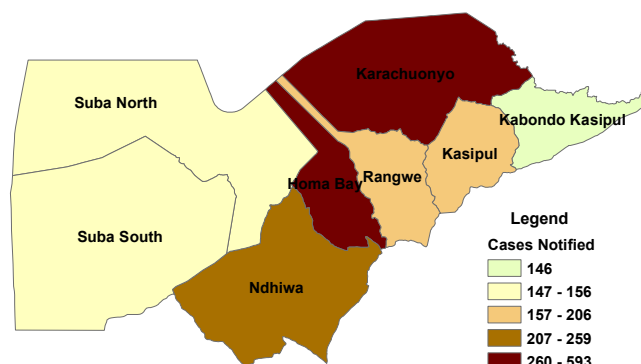 Karachuonyo
Suba North
Kabondo Kasipul
Kasipul
Homa Bay
Rangwe
Suba South
Ndhiwa
Legend
Cases Notified
146
147 - 156
157 - 206
207 - 259
260 - 593